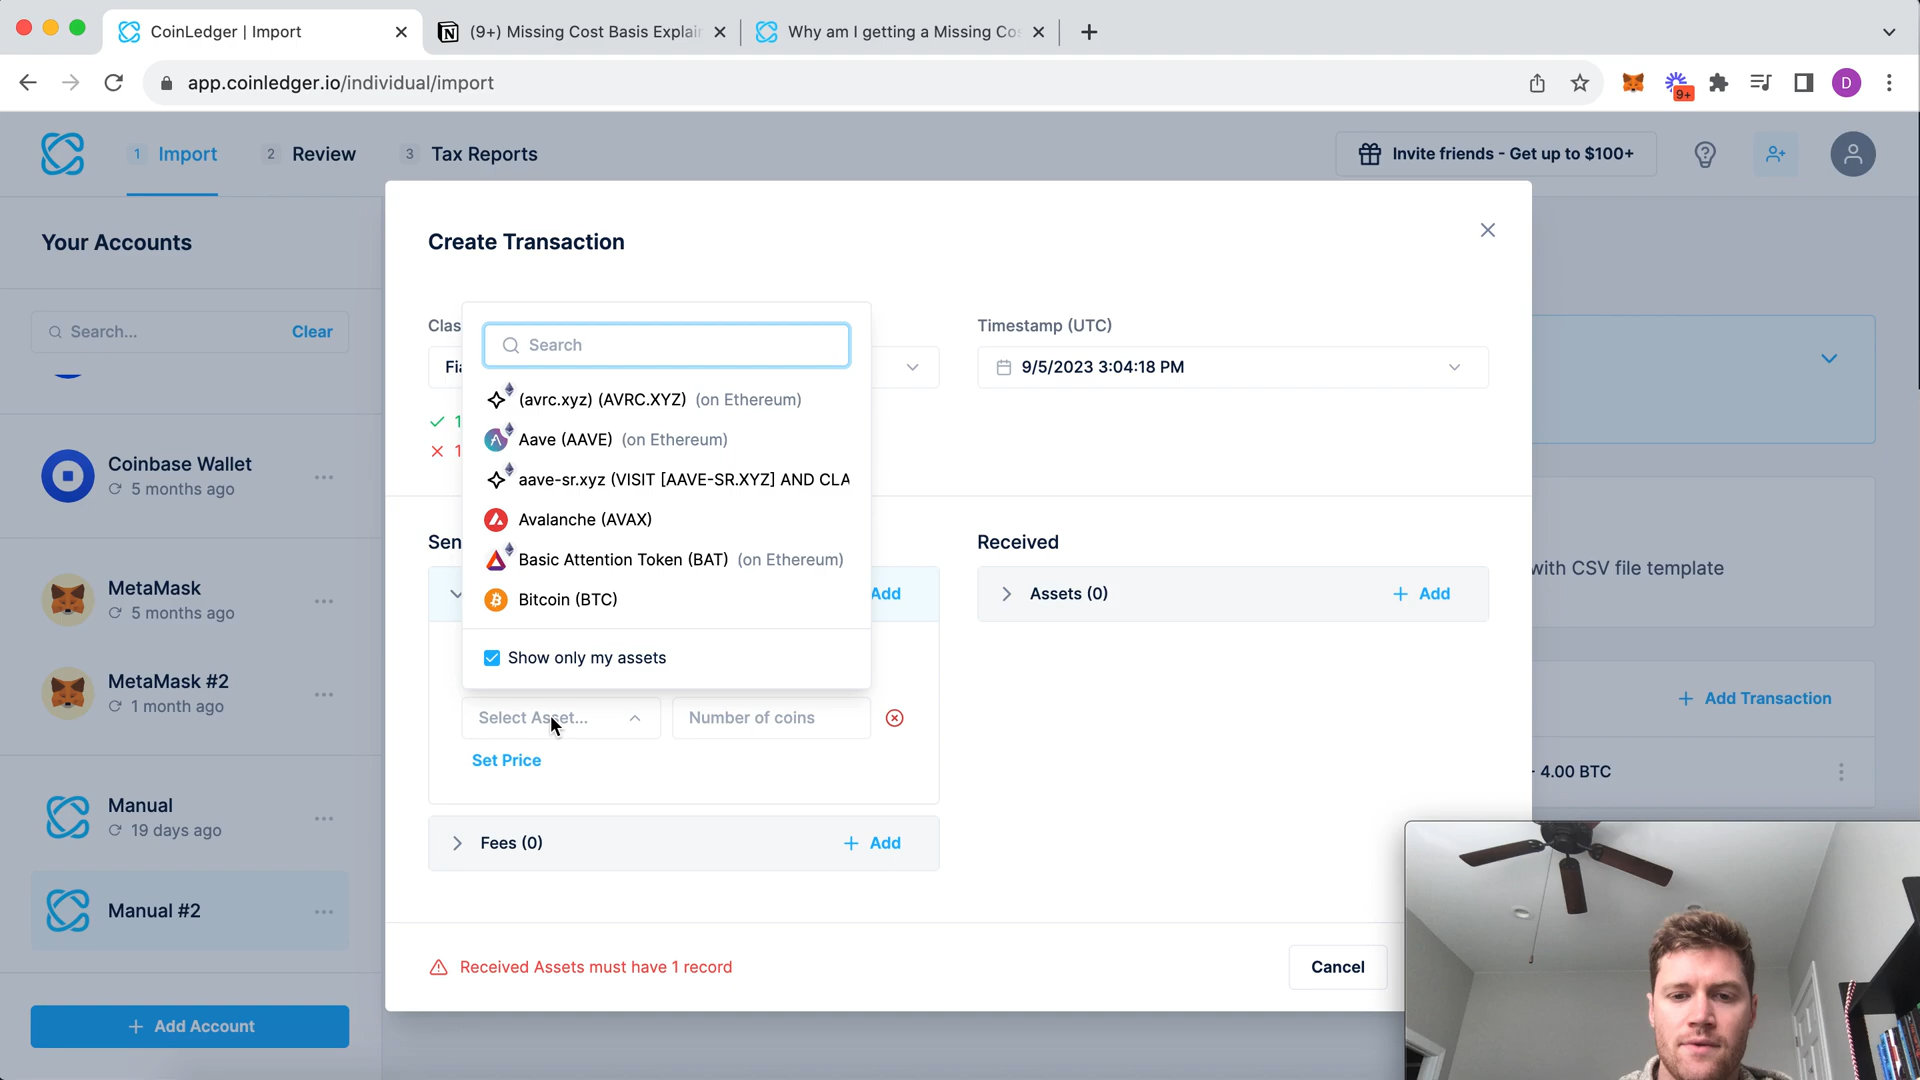 CoinLedger | Import
(9+) Missing Cost Basis Explai
Why am I getting a Missing Co
app.coinledger.io/individual/import
9+
D
1 Import
2 Review
3 Tax Reports
Invite friends - Get up to $100+
Your Accounts
Search...
Clear
Coinbase Wallet
5 months ago
MetaMask
5 months ago
MetaMask #2
1 month ago
Manual
19 days ago
Manual #2
+ Add Account
Create Transaction
Clas
Fia
1
1
Timestamp (UTC)
9/5/2023 3:04:18 PM
Search
(avrc.xyz) (AVRC.XYZ) (on Ethereum)
Aave (AAVE) (on Ethereum)
aave-sr.xyz (VISIT [AAVE-SR.XYZ] AND CLA
Avalanche (AVAX)
Basic Attention Token (BAT) (on Ethereum)
Bitcoin (BTC)
Show only my assets
Sen
Add
Select Asset...
Number of coins
Set Price
Fees (0)
+ Add
Received
Assets (0)
+ Add
Received Assets must have 1 record
Cancel
with CSV file template
+ Add Transaction
- 4.00 BTC